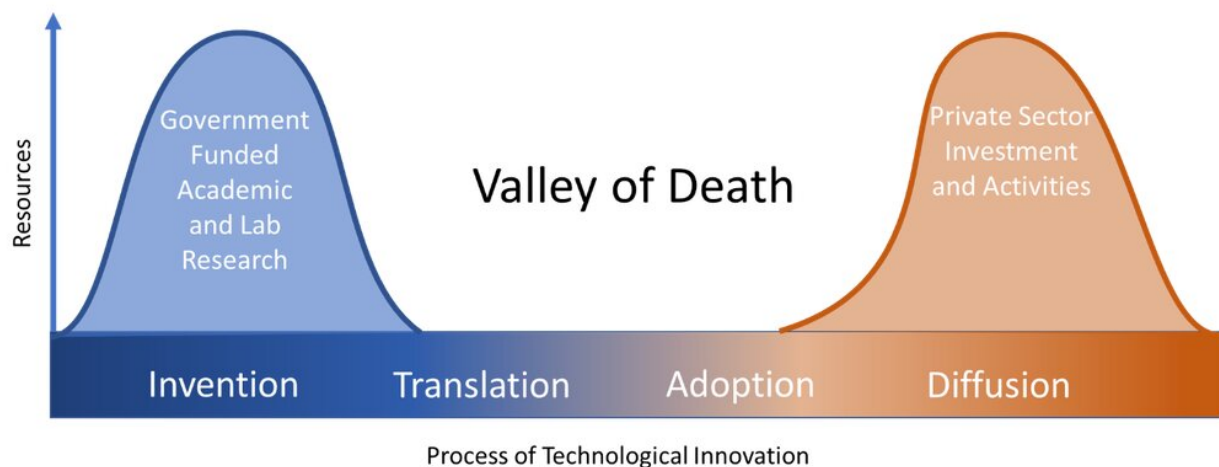 Resources
Government
Funded
Academic
and Lab
Research
Valley of Death
Private Sector
Investment
and Activities
Invention
Translation
Adoption
Diffusion
Process of Technological Innovation